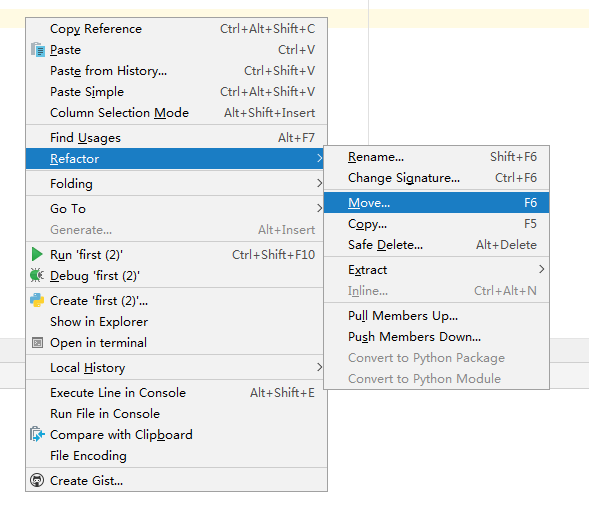 Copy Reference Ctrl+Alt+Shift+C
Paste Ctrl+V
Paste from History... Ctrl+Shift+V
Paste Simple Ctrl+Alt+Shift+V
Column Selection Mode Alt+Shift+Insert
Find Usages Alt+F7
Refactor
Folding
Go To
Generate... Alt+Insert
Run 'first (2)' Ctrl+Shift+F10
Debug 'first (2)'
Create 'first (2)'...
Show in Explorer
Open in terminal
Local History
Execute Line in Console Alt+Shift+E
Run File in Console
Compare with Clipboard
File Encoding
Create Gist...
Rename... Shift+F6
Change Signature... Ctrl+F6
Move... F6
Copy... F5
Safe Delete... Alt+Delete
Extract
Inline... Ctrl+Alt+N
Pull Members Up...
Push Members Down...
Convert to Python Package
Convert to Python Module